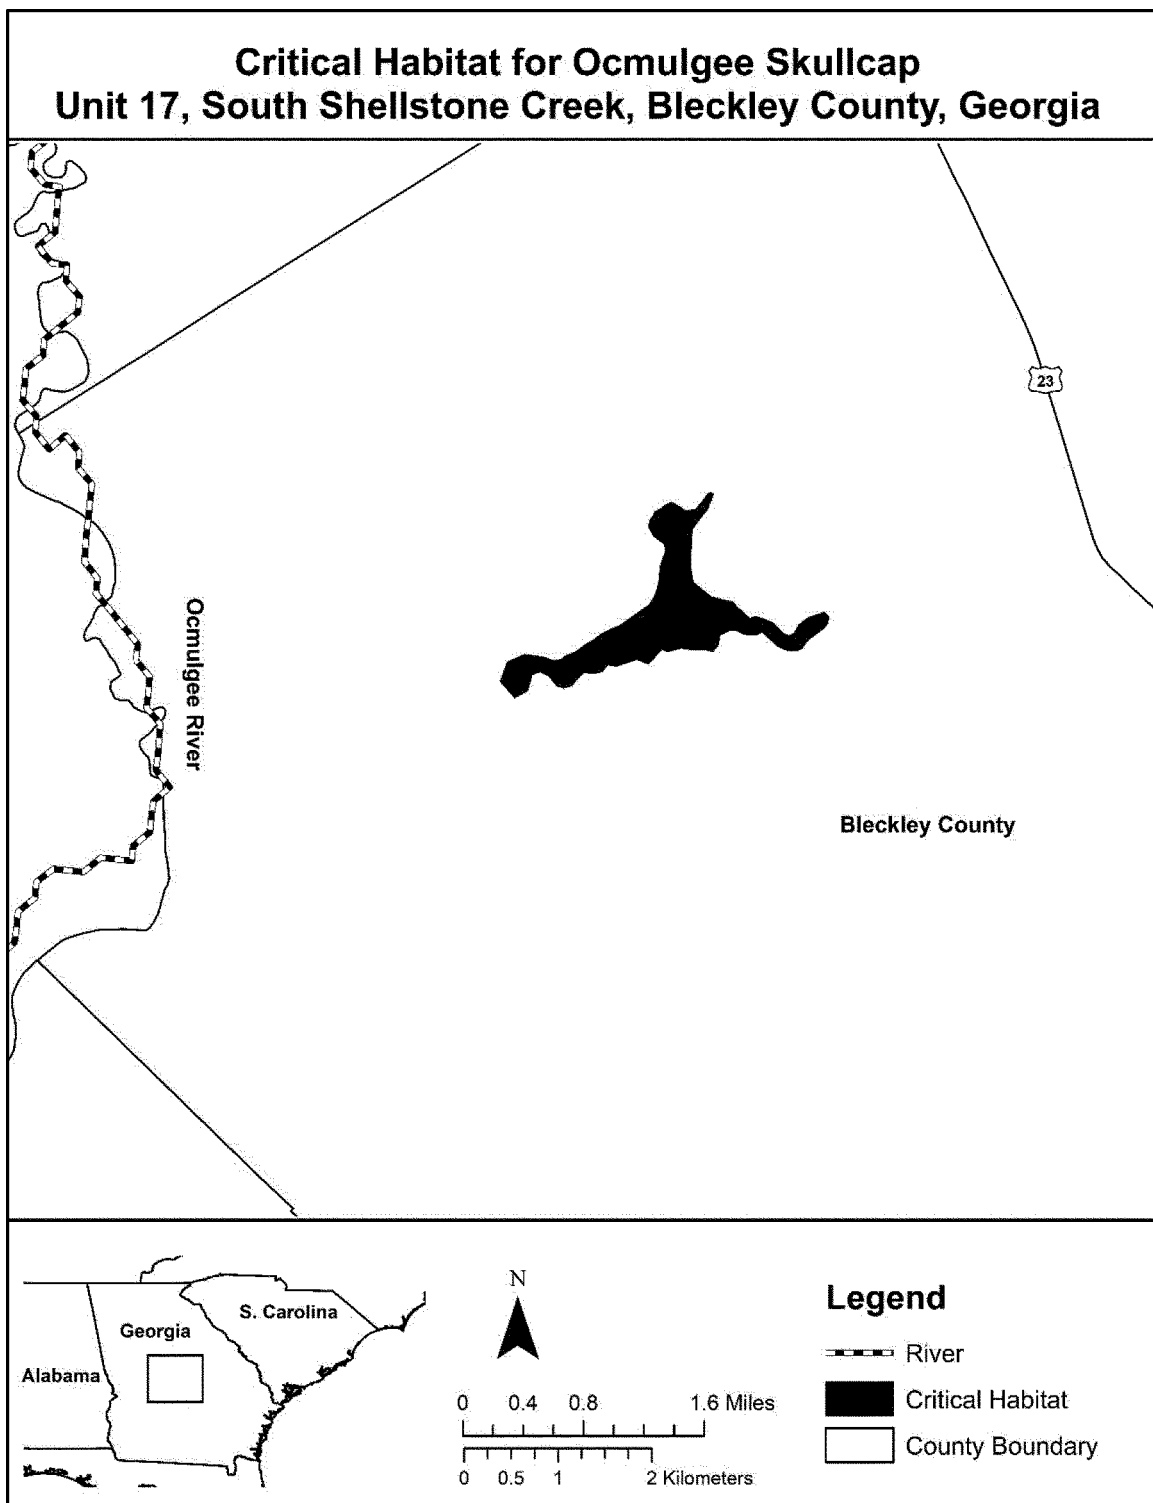 Critical Habitat for Ocmulgee Skullcap
Unit 17, South Shellstone Creek, Bleckley County, Georgia
23
Ocmulgee River
Bleckley County
S. Carolina
Georgia
Alabama
N
0 0.4 0.8 1.6 Miles
0 0.5 1 2 Kilometers
Legend
River
Critical Habitat
County Boundary